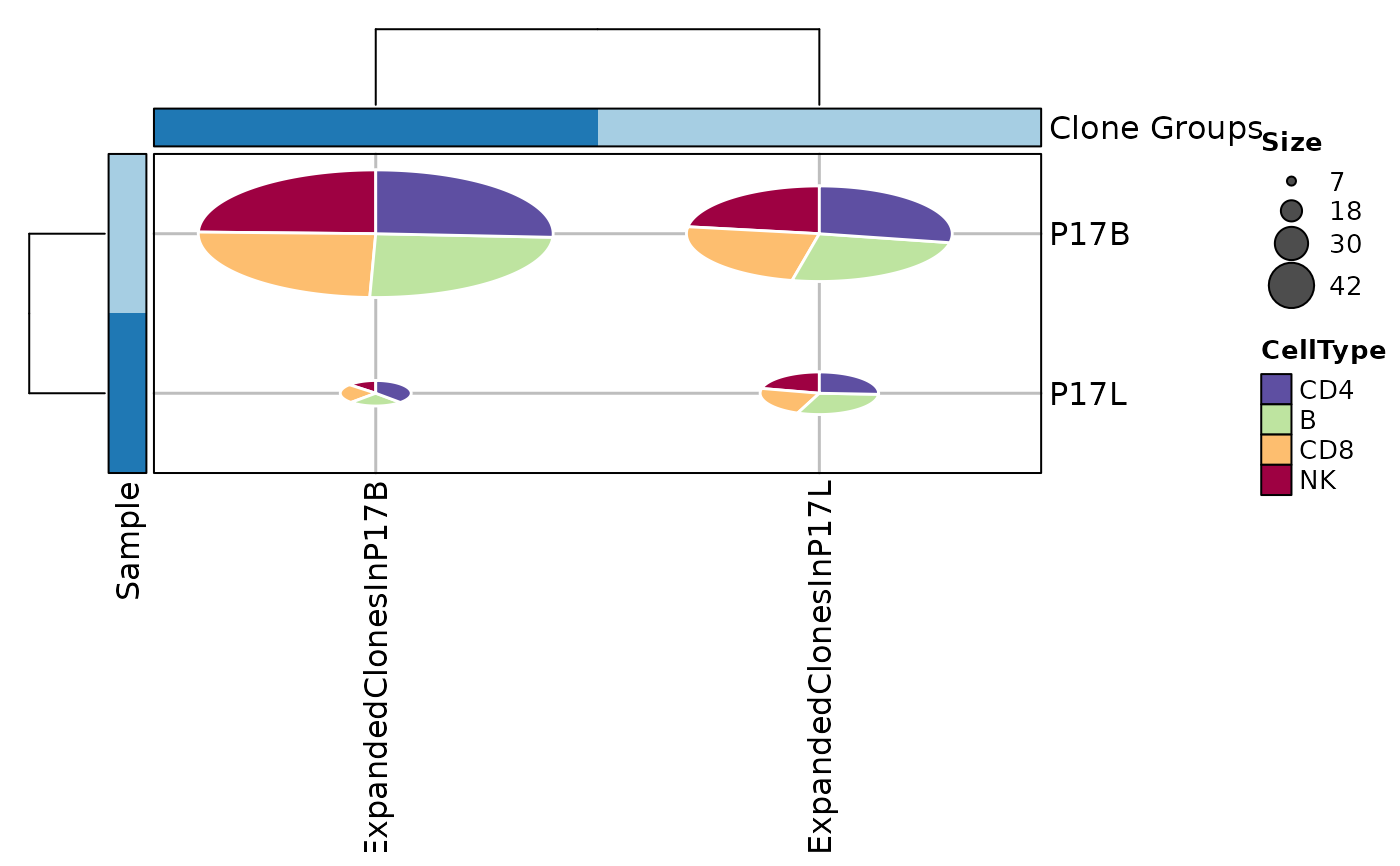 Clone Groups
Size
7
18
30
42
P17B
P17L
CellType
CD4
B
CD8
NK
Sample
ExpandedClonesInP17B
ExpandedClonesInP17L